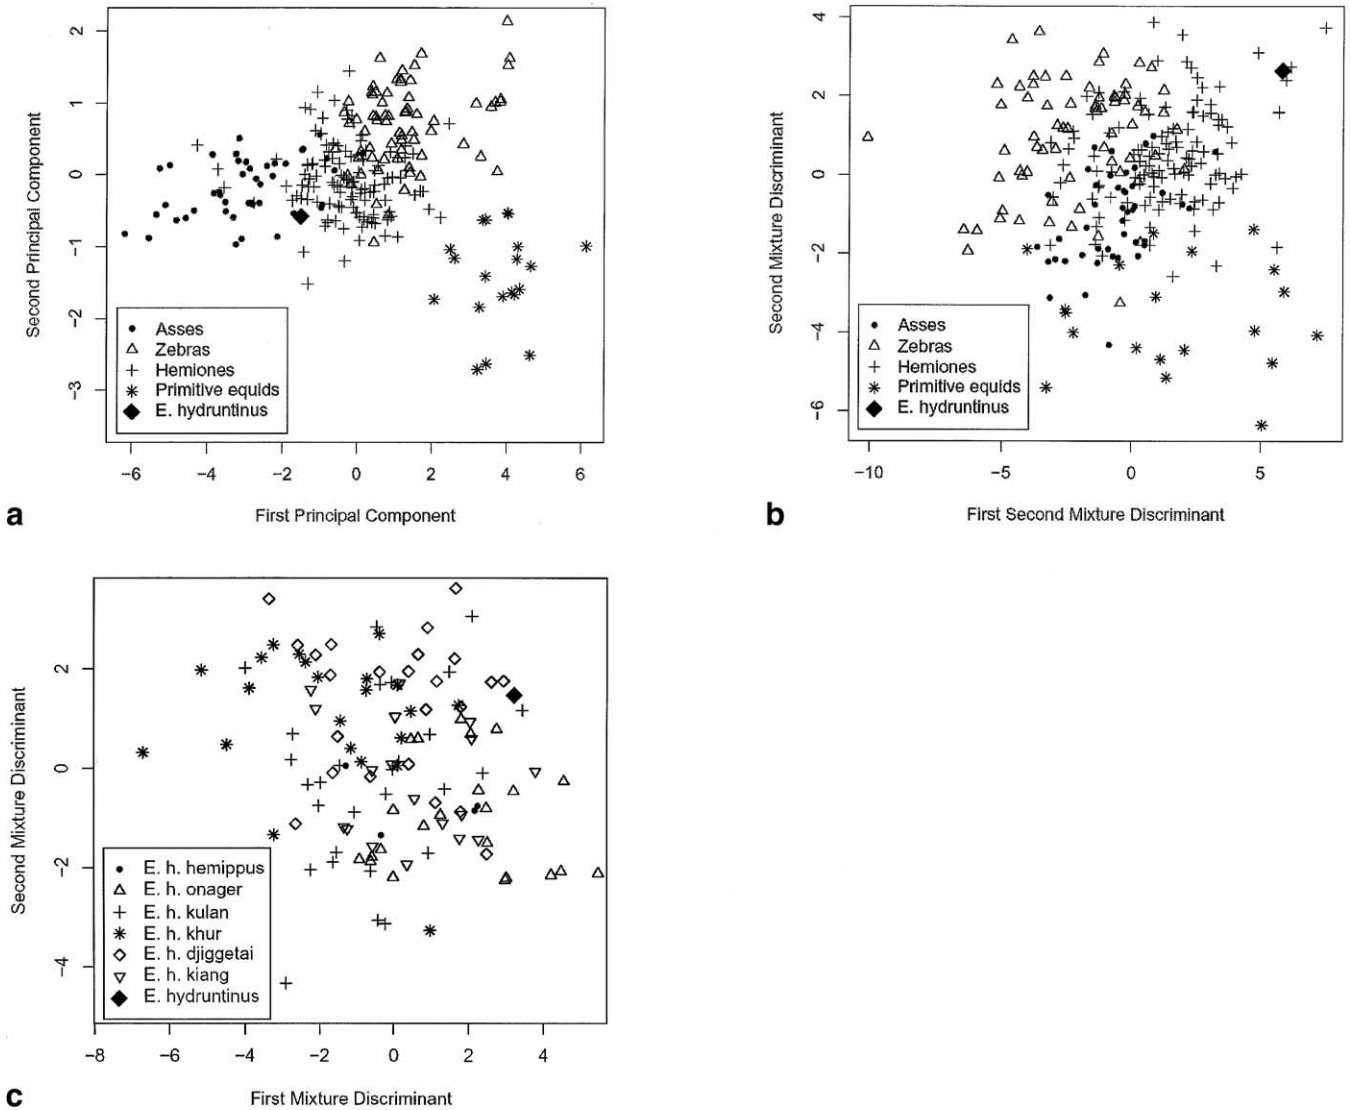 2
1
0
−1
−2
−3
Second Principal Component
Asses
Zebras
Hemiones
Primitive equids
E. hydruntinus
−6 −4 −2 0 2 4 6
First Principal Component
a
4
2
0
−2
−4
−6
Second Mixture Discriminant
Asses
Zebras
Hemiones
Primitive equids
E. hydruntinus
−10 −5 0 5
First Second Mixture Discriminant
b
2
0
−2
−4
Second Mixture Discriminant
E. h. hemippus
E. h. onager
E. h. kulan
E. h. khur
E. h. djiggetai
E. h. kiang
E. hydruntinus
−8 −6 −4 −2 0 2 4
First Mixture Discriminant
c